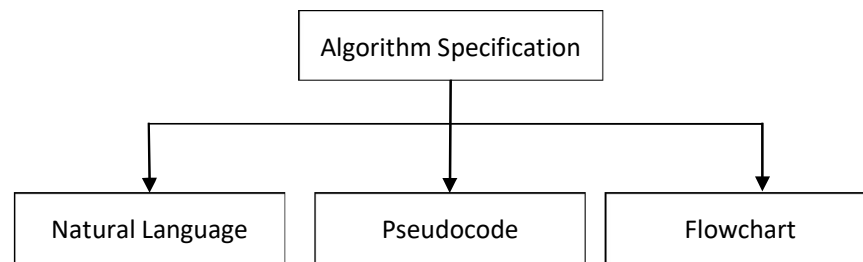 Algorithm Specification
Natural Language
Pseudocode
Flowchart